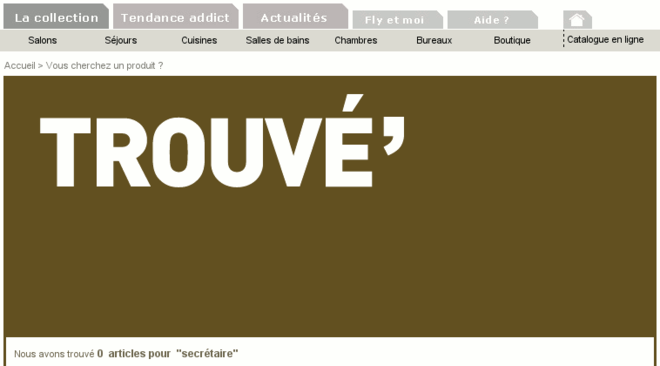 La collection Tendance addict Actualités Fly et moi Aide ?
Salons Séjours Cuisines Salles de bains Chambres Bureaux Boutique Catalogue en ligne
Accueil > Vous cherchez un produit ?
TROUVÉ’
Nous avons trouvé 0 articles pour "secrétaire"